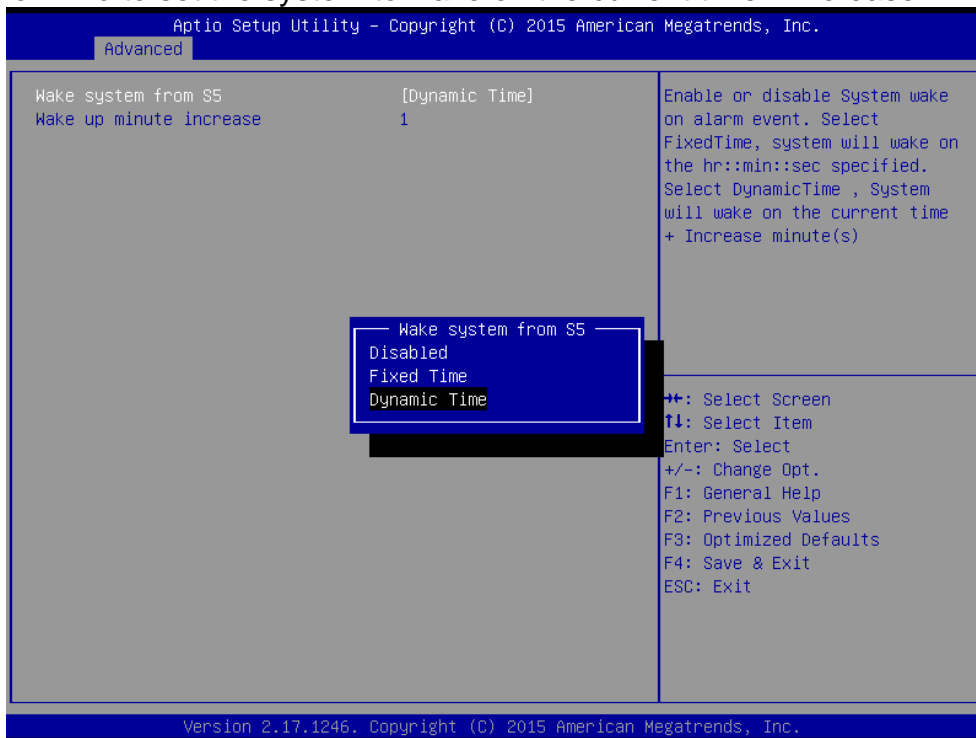 Aptio Setup Utility – Copyright (C) 2015 American Megatrends, Inc.
Advanced
Wake system from S5 [Dynamic Time]
Wake up minute increase 1
Enable or disable System wake
on alarm event. Select
FixedTime, system will wake on
the hr::min::sec specified.
Select DynamicTime , System
will wake on the current time
+ Increase minute(s)
Wake system from S5
Disabled
Fixed Time
Dynamic Time
→←: Select Screen
↑↓: Select Item
Enter: Select
+/-: Change Opt.
F1: General Help
F2: Previous Values
F3: Optimized Defaults
F4: Save & Exit
ESC: Exit
Version 2.17.1246. Copyright (C) 2015 American Megatrends, Inc.